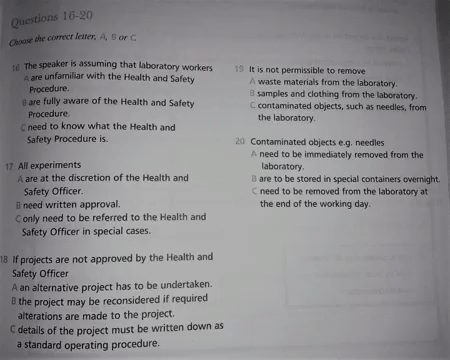 Questions 16-20
Choose the correct letter, A, B or C.
16 The speaker is assuming that laboratory workers
A are unfamiliar with the Health and Safety
Procedure.
B are fully aware of the Health and Safety
Procedure.
C need to know what the Health and
Safety Procedure is.
17 All experiments
A are at the discretion of the Health and
Safety Officer.
B need written approval.
C only need to be referred to the Health and
Safety Officer in special cases.
18 If projects are not approved by the Health and
Safety Officer
A an alternative project has to be undertaken.
B the project may be reconsidered if required
alterations are made to the project.
C details of the project must be written down as
a standard operating procedure.
19 It is not permissible to remove
A waste materials from the laboratory.
B samples and clothing from the laboratory.
C contaminated objects, such as needles, from
the laboratory.
20 Contaminated objects e.g. needles
A need to be immediately removed from the
laboratory.
B are to be stored in special containers overnight.
C need to be removed from the laboratory at
the end of the working day.